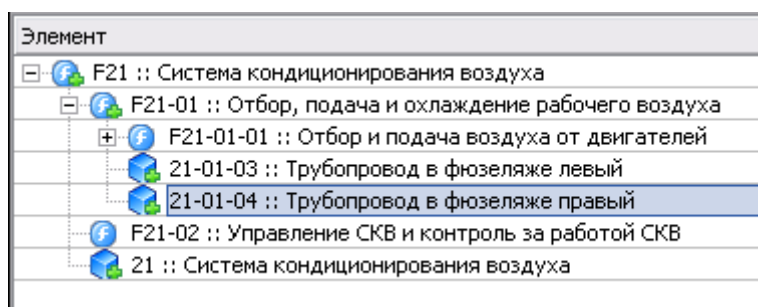 Элемент
F21 :: Система кондиционирования воздуха
F21-01 :: Отбор, подача и охлаждение рабочего воздуха
F21-01-01 :: Отбор и подача воздуха от двигателей
21-01-03 :: Трубопровод в фюзеляже левый
21-01-04 :: Трубопровод в фюзеляже правый
F21-02 :: Управление СКВ и контроль за работой СКВ
21 :: Система кондиционирования воздуха